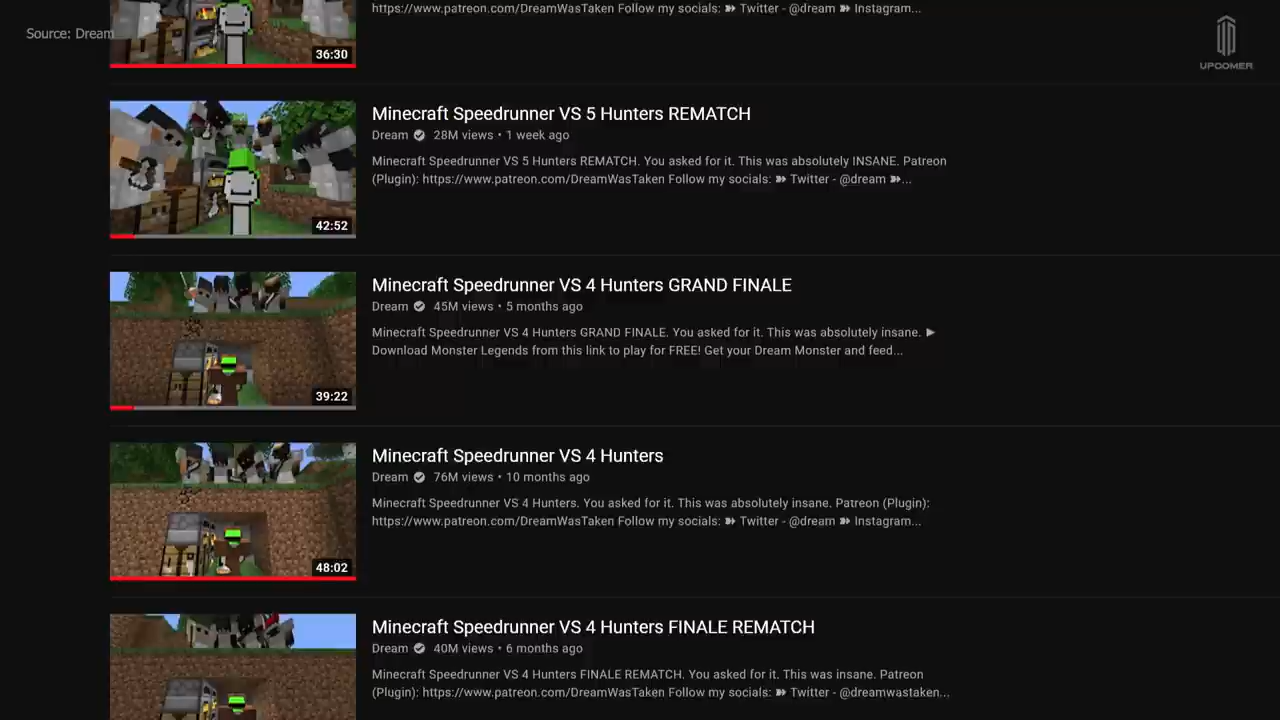 https://www.patreon.com/DreamWasTaken Follow my socials: ➽ Twitter - @dream ➽ Instagram...
Source: Dream
36:30
UPCOMER
Minecraft Speedrunner VS 5 Hunters REMATCH
Dream 28M views • 1 week ago
Minecraft Speedrunner VS 5 Hunters REMATCH. You asked for it. This was absolutely INSANE. Patreon
(Plugin): https://www.patreon.com/DreamWasTaken Follow my socials: ➽ Twitter - @dream ➽...
42:52
Minecraft Speedrunner VS 4 Hunters GRAND FINALE
Dream 45M views • 5 months ago
Minecraft Speedrunner VS 4 Hunters GRAND FINALE. You asked for it. This was absolutely insane. ►
Download Monster Legends from this link to play for FREE! Get your Dream Monster and feed...
39:22
Minecraft Speedrunner VS 4 Hunters
Dream 76M views • 10 months ago
Minecraft Speedrunner VS 4 Hunters. You asked for it. This was absolutely insane. Patreon (Plugin):
https://www.patreon.com/DreamWasTaken Follow my socials: ➽ Twitter - @dream ➽ Instagram...
48:02
Minecraft Speedrunner VS 4 Hunters FINALE REMATCH
Dream 40M views • 6 months ago
Minecraft Speedrunner VS 4 Hunters FINALE REMATCH. You asked for it. This was insane. Patreon
(Plugin): https://www.patreon.com/DreamWasTaken Follow my socials: ➽ Twitter - @dreamwastaken...